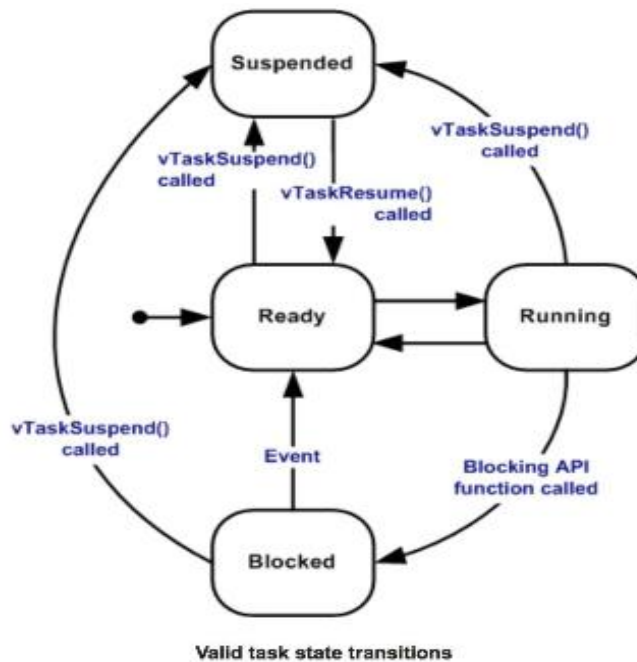 Suspended
vTaskSuspend()
called
vTaskSuspend()
called
vTaskResume()
called
Ready
Running
vTaskSuspend()
called
Event
Blocking API
function called
Blocked
Valid task state transitions